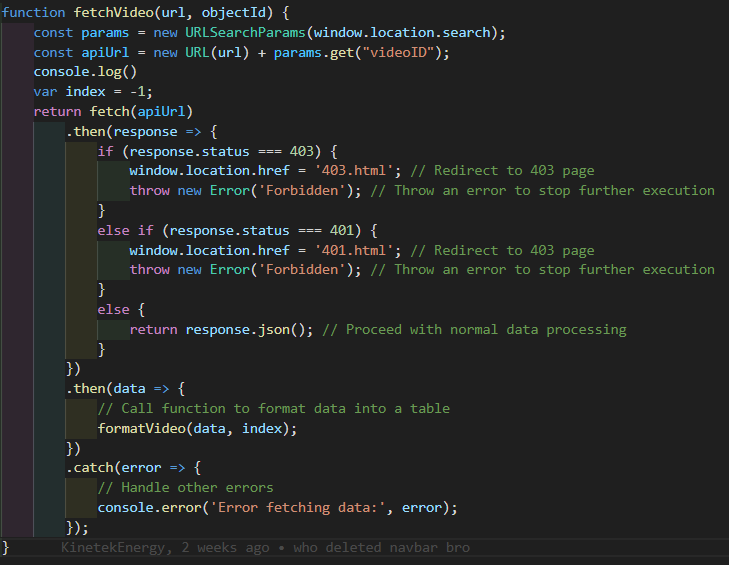 function fetchVideo(url, objectId) {
    const params = new URLSearchParams(window.location.search);
    const apiUrl = new URL(url) + params.get("videoID");
    console.log()
    var index = -1;
    return fetch(apiUrl)
        .then(response => {
            if (response.status === 403) {
                window.location.href = '403.html'; // Redirect to 403 page
                throw new Error('Forbidden'); // Throw an error to stop further execution
            }
            else if (response.status === 401) {
                window.location.href = '401.html'; // Redirect to 403 page
                throw new Error('Forbidden'); // Throw an error to stop further execution
            }
            else {
                return response.json(); // Proceed with normal data processing
            }
        })
        .then(data => {
            // Call function to format data into a table
            formatVideo(data, index);
        })
        .catch(error => {
            // Handle other errors
            console.error('Error fetching data:', error);
        });
}      KinetekEnergy, 2 weeks ago • who deleted navbar bro